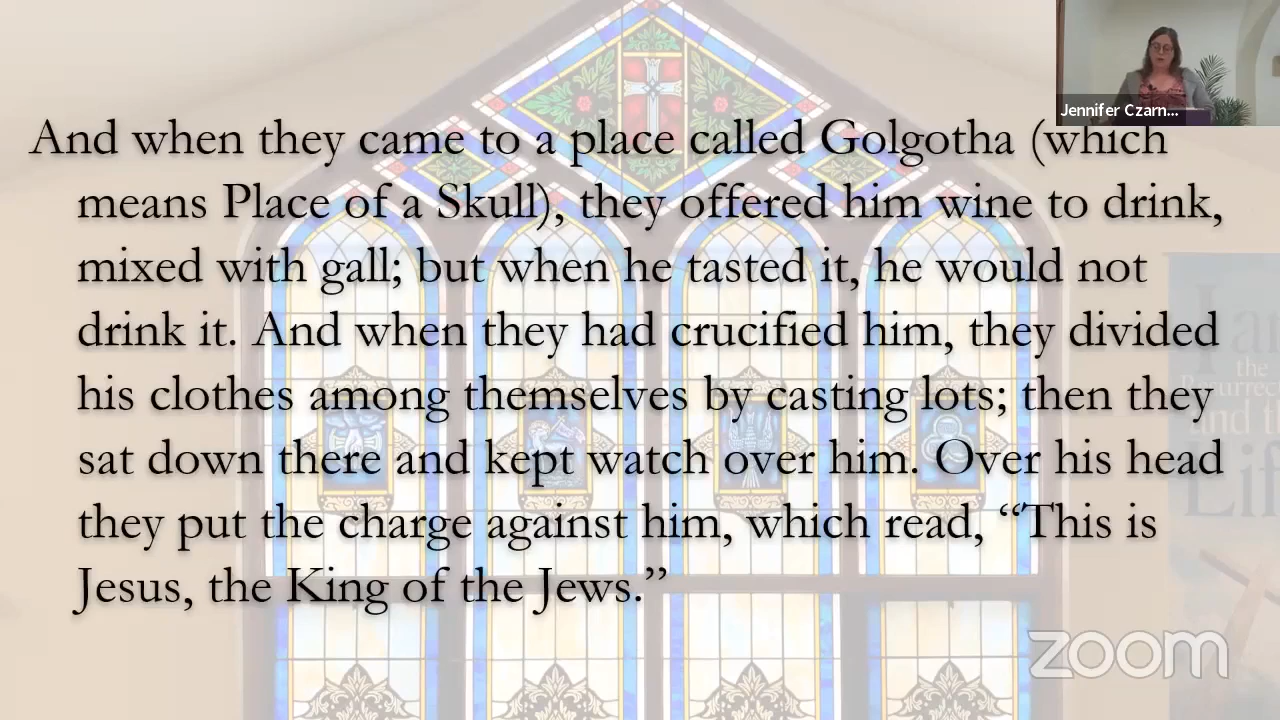 Jennifer Czarn...
And when they came to a place called Golgotha (which
means Place of a Skull), they offered him wine to drink,
mixed with gall; but when he tasted it, he would not
drink it. And when they had crucified him, they divided
his clothes among themselves by casting lots; then they
sat down there and kept watch over him. Over his head
they put the charge against him, which read, “This is
Jesus, the King of the Jews.”
I a
the
and
zoom